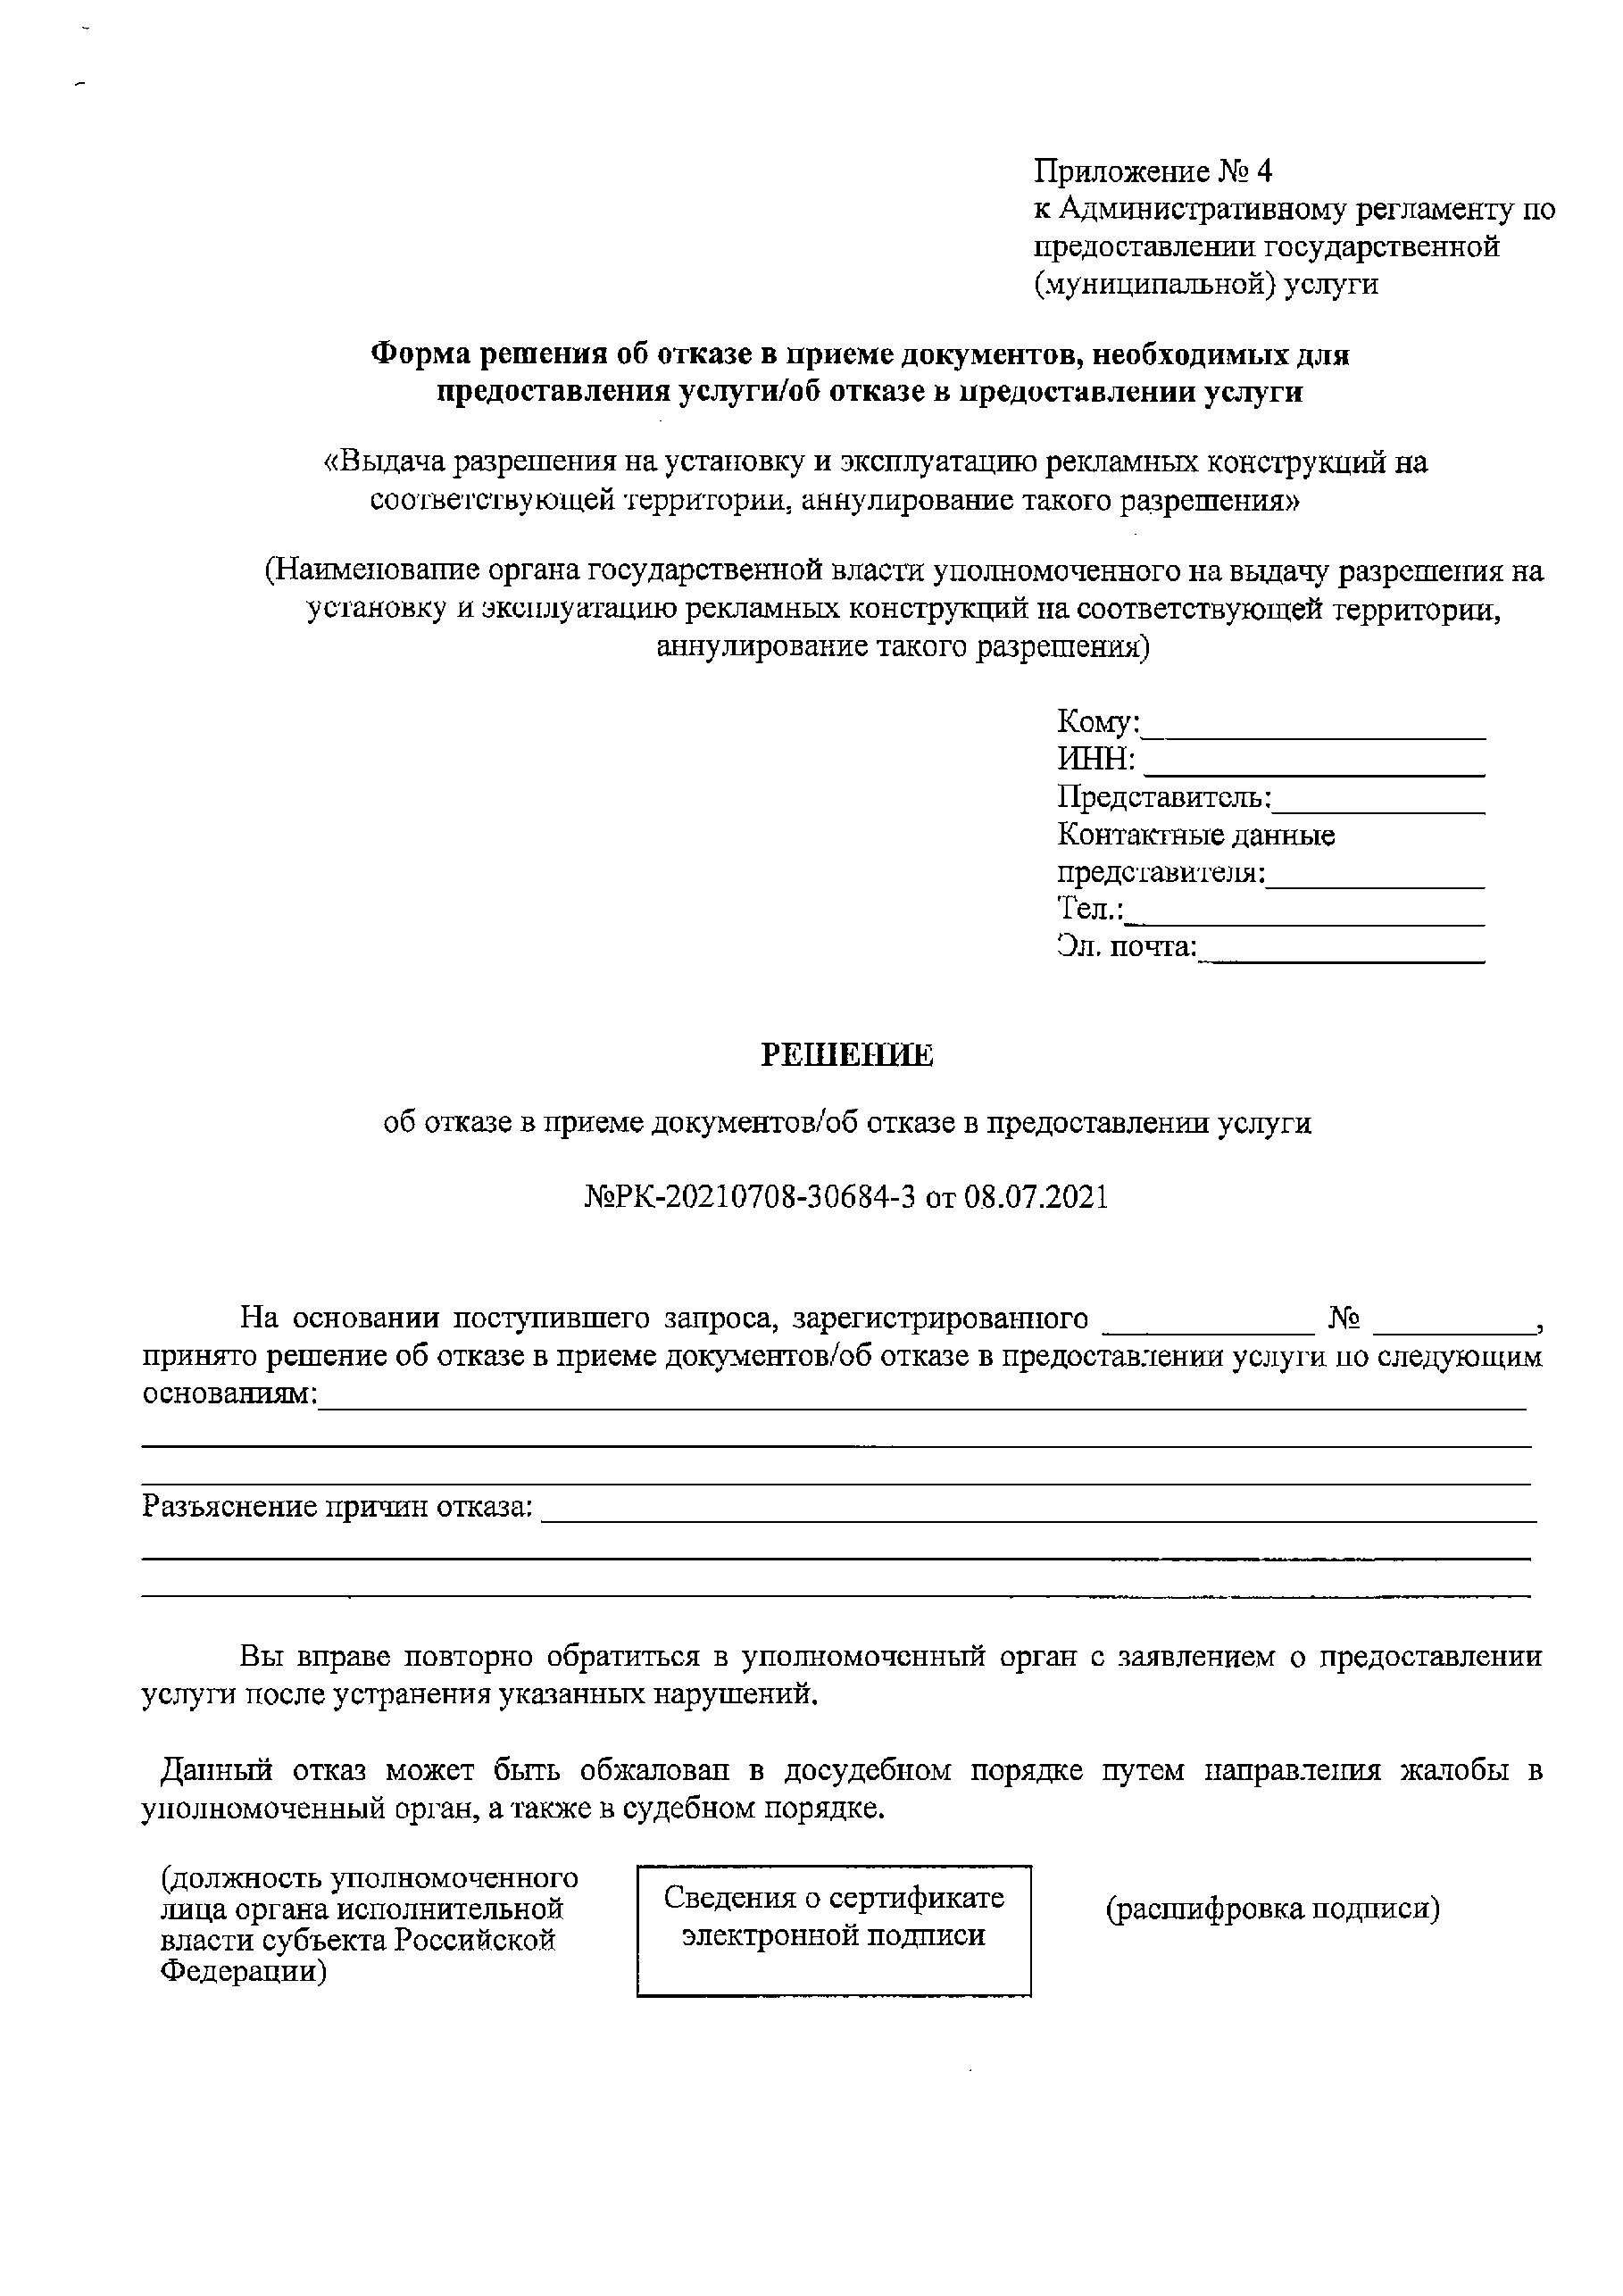 Приложение № 4
к Административному регламенту по
предоставлении государственной
(муниципальной) услуги
Форма решения об отказе в приеме документов, необходимых для
предоставления услуги/об отказе в предоставлении услуги
«Выдача разрешения на установку и эксплуатацию рекламных конструкций на
соответствующей территории, аннулирование такого разрешения»
(Наименование органа государственной власти уполномоченного на выдачу разрешения на
установку и эксплуатацию рекламных конструкций на соответствующей территории,
аннулирование такого разрешения)
Кому:
ИНН:
Представитель:
Контактные данные
представителя:
Тел.:
Эл. почта:
РЕШЕНИЕ
об отказе в приеме документов/об отказе в предоставлении услуги
№РК-20210708-30684-3 от 08.07.2021
На основании поступившего запроса, зарегистрированного ____________ № __________,
принято решение об отказе в приеме документов/об отказе в предоставлении услуги по следующим
основаниям:
Разъяснение причин отказа:
Вы вправе повторно обратиться в уполномоченный орган с заявлением о предоставлении
услуги после устранения указанных нарушений.
Данный отказ может быть обжалован в досудебном порядке путем направления жалобы в
уполномоченный орган, а также в судебном порядке.
(должность уполномоченного
лица органа исполнительной
власти субъекта Российской
Федерации)
Сведения о сертификате
электронной подписи
(расшифровка подписи)